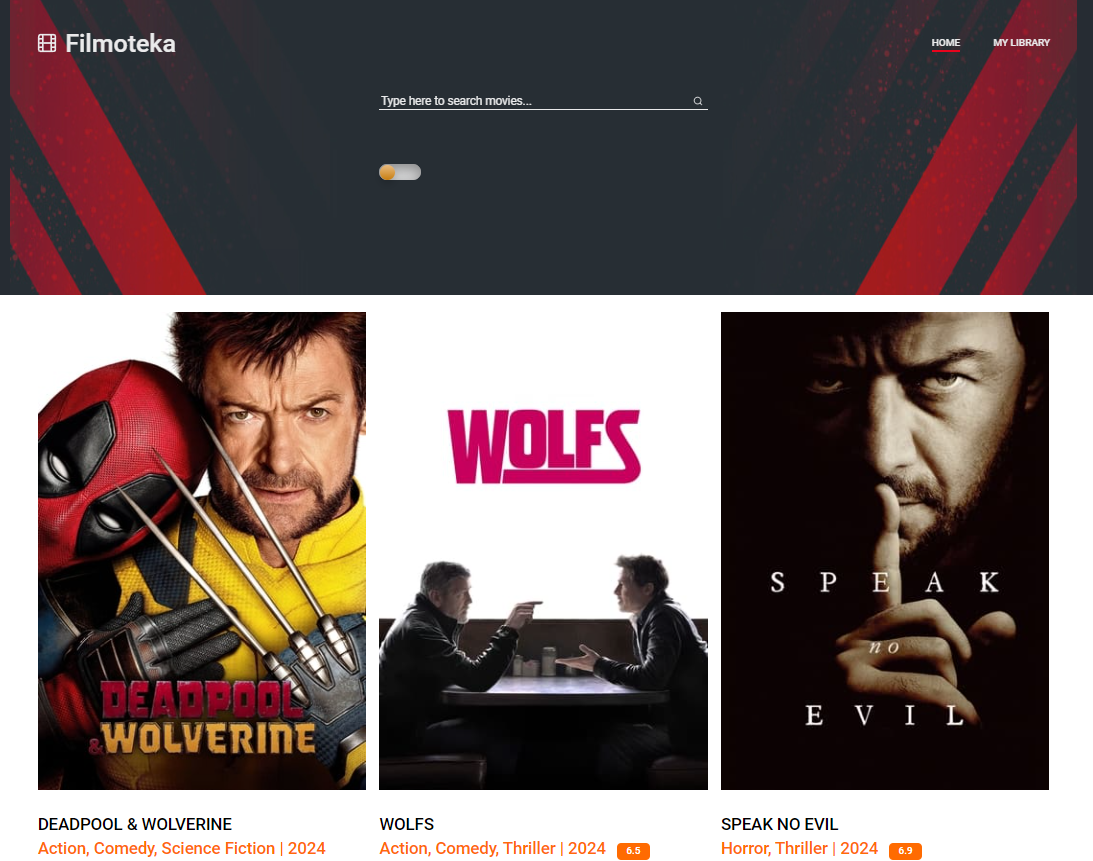 Filmoteka
HOME
MY LIBRARY
Type here to search movies...
WOLFS
SPEAK
no
EVIL
DEADPOOL
&WOLVERINE
DEADPOOL & WOLVERINE
Action, Comedy, Science Fiction | 2024
WOLFS
Action, Comedy, Thriller | 2024 6.5
SPEAK NO EVIL
Horror, Thriller | 2024 6.9